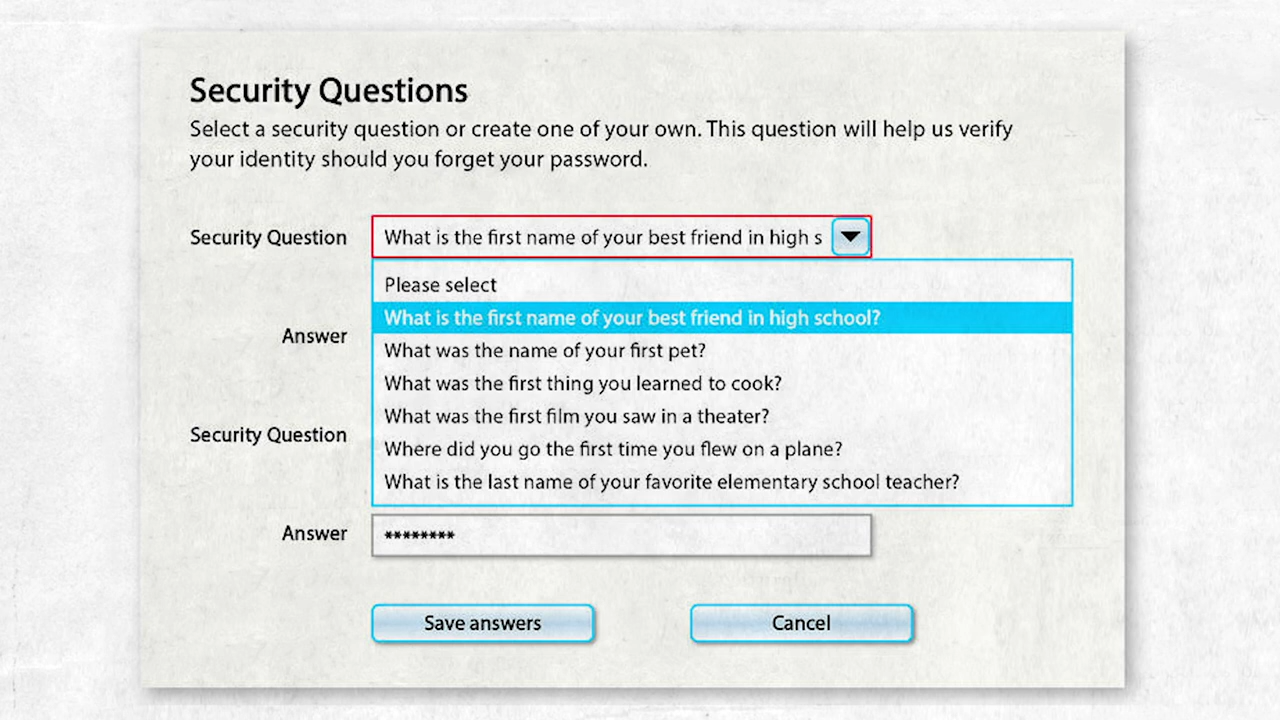 Security Questions
Select a security question or create one of your own. This question will help us verify
your identity should you forget your password.
Security Question
What is the first name of your best friend in high s
Please select
What is the first name of your best friend in high school?
Answer
What was the name of your first pet?
What was the first thing you learned to cook?
What was the first film you saw in a theater?
Security Question
Where did you go the first time you flew on a plane?
What is the last name of your favorite elementary school teacher?
Answer
********
Save answers
Cancel